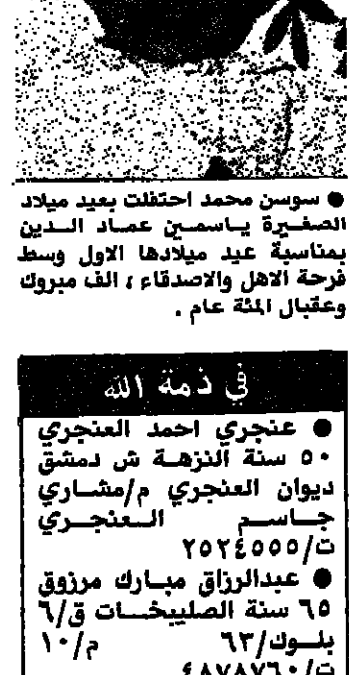 ● سوسن محمد احتفلت بعيد ميلاد
الصغيرة ياسمين عماد الدين
بمناسبة عيد ميلادها الاول وسط
فرحة الاهل والاصدقاء ، الف مبروك
وعقبال المئة عام .
في ذمة الله
● عنجري احمد العنجري
٥٠ سنة النزهة ش دمشق
ديوان العنجري م/مشاري
جاسم العنجري
ت/٢٥٢٤٥٥٥
● عبدالرزاق مبارك مرزوق
٦٥ سنة الصليبخات ق/٦
بلوك/٦٣ م/١٠
ت/٤٨٧٨٧٦٠